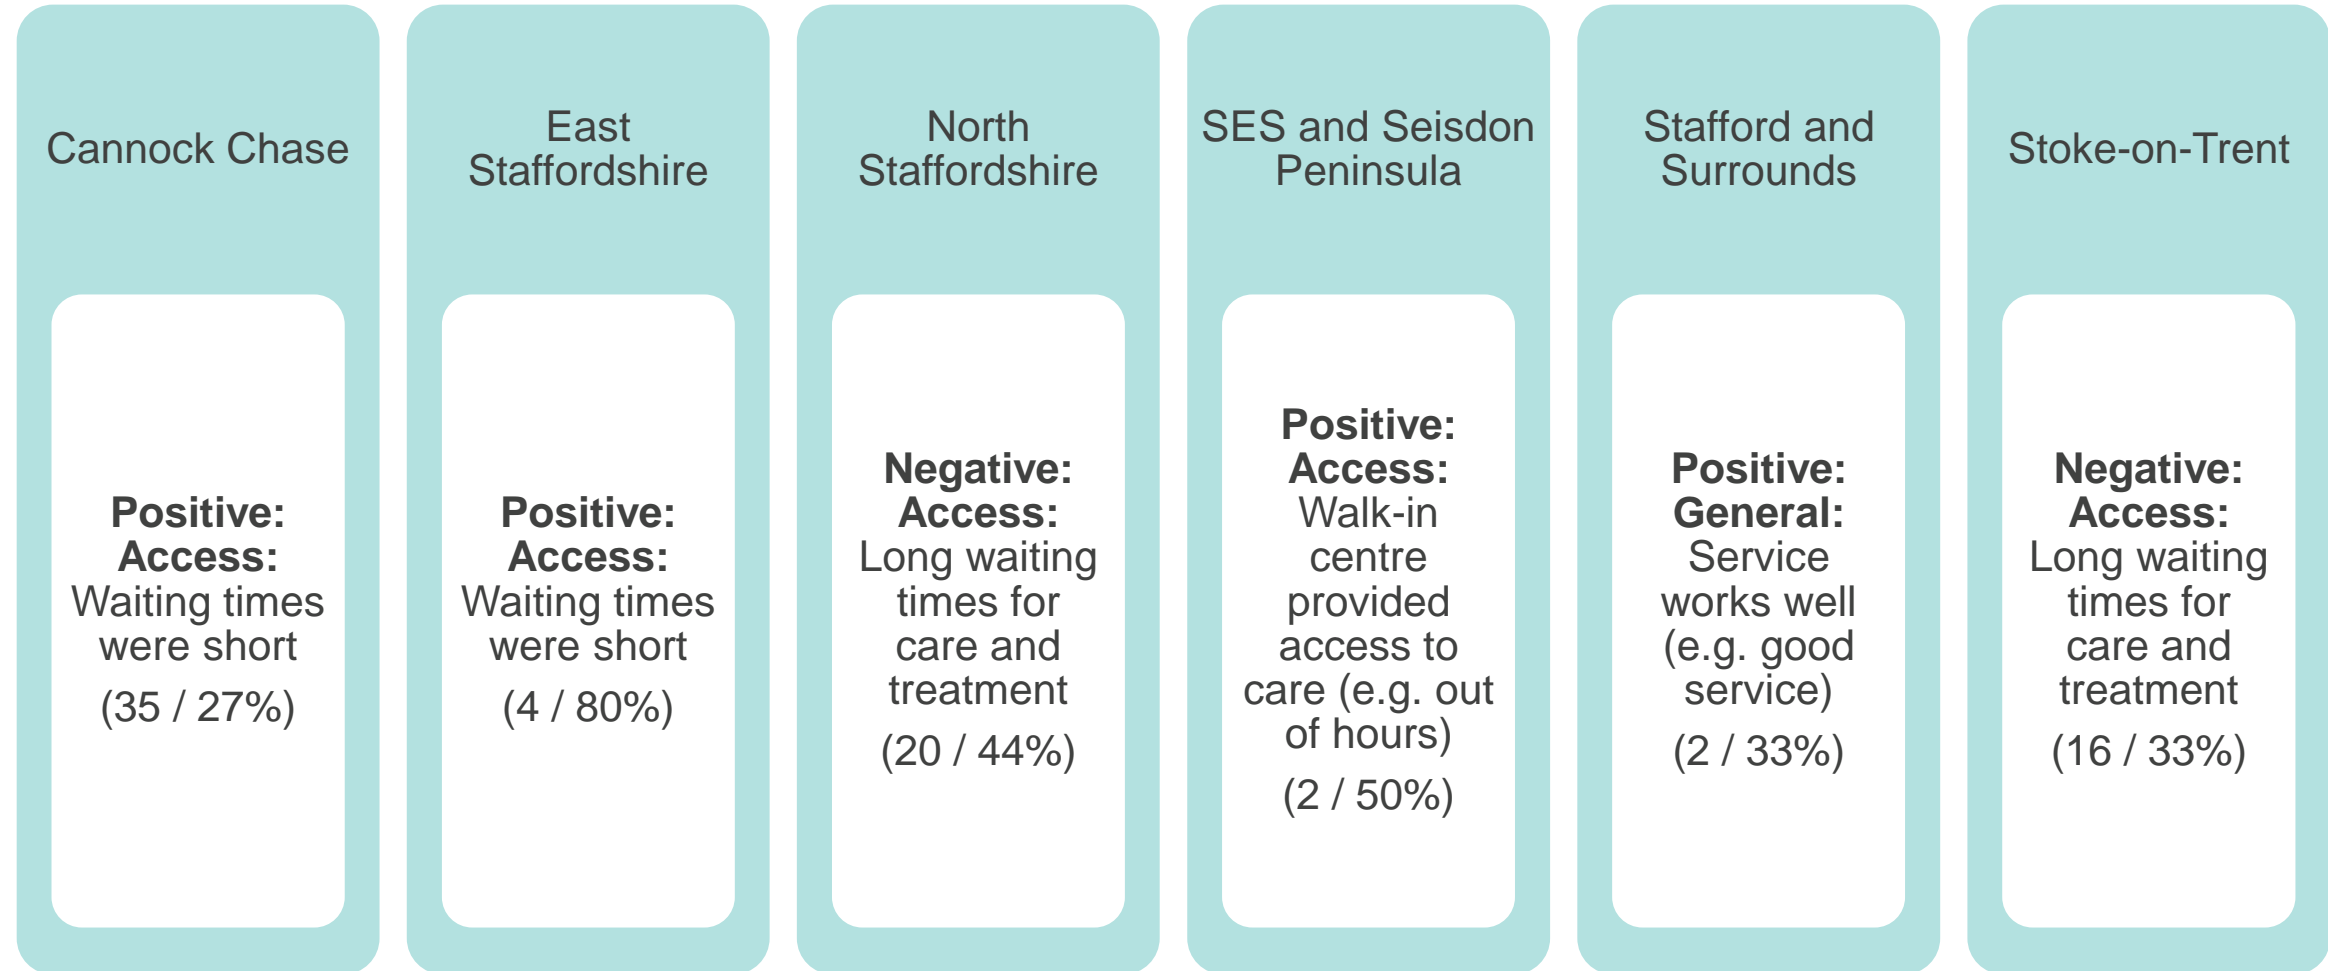 Cannock Chase
Positive:
Access:
Waiting times
were short
(35 / 27%)
East
Staffordshire
Positive:
Access:
Waiting times
were short
(4 / 80%)
North
Staffordshire
Negative:
Access:
Long waiting
times for
care and
treatment
(20 / 44%)
SES and Seisdon
Peninsula
Positive:
Access:
Walk-in
centre
provided
access to
care (e.g. out
of hours)
(2 / 50%)
Stafford and
Surrounds
Positive:
General:
Service
works well
(e.g. good
service)
(2 / 33%)
Stoke-on-Trent
Negative:
Access:
Long waiting
times for
care and
treatment
(16 / 33%)